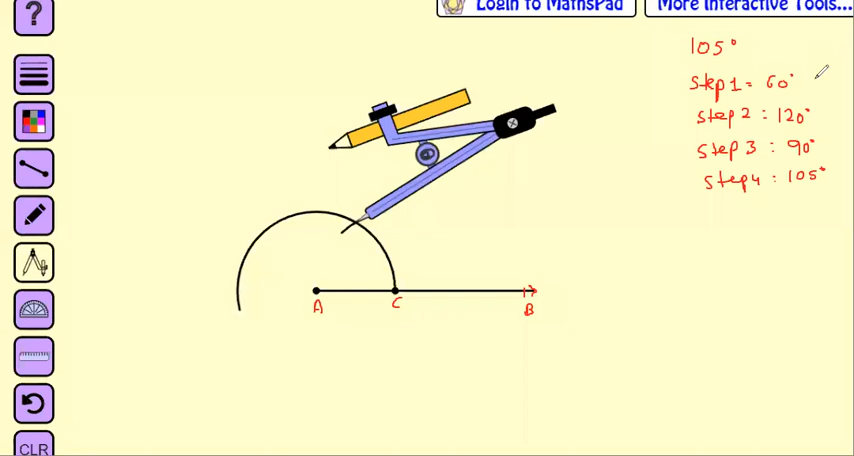 ?
Login to MathsPad
More Interactive Tools...
105°
Step 1 = 60°
Step 2 : 120°
Step 3 : 90°
Step 4 : 105°
A
C
B
CLR